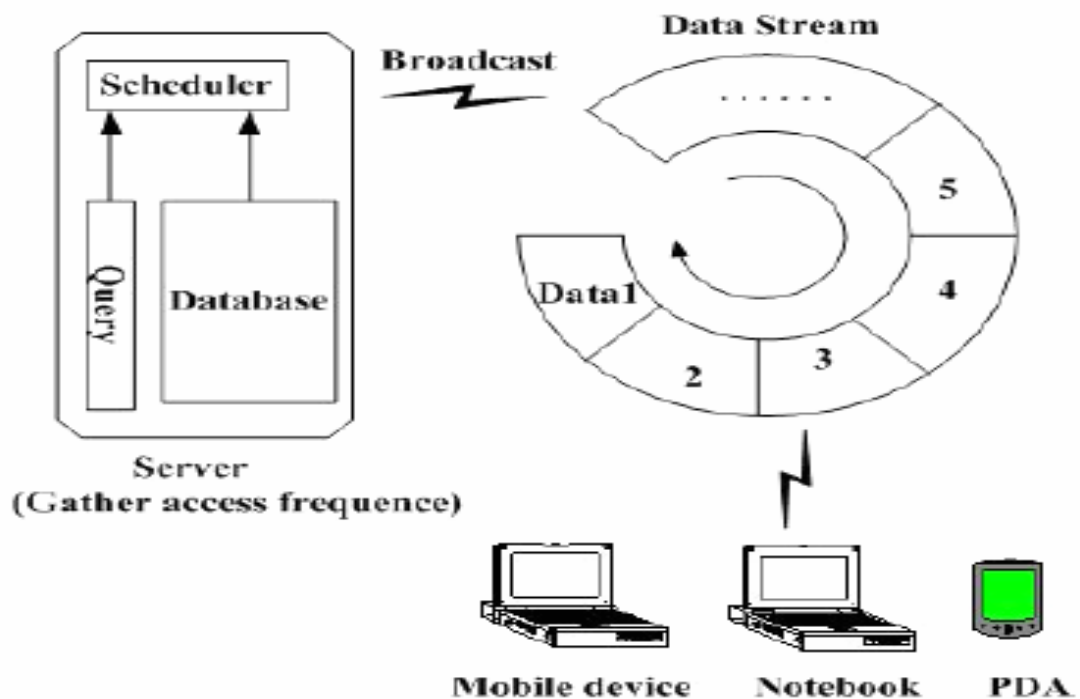 Data Stream
Broadcast
Scheduler
......
5
Query
Database
Data1
4
3
2
Server
(Gather access frequence)
Mobile device
Notebook
PDA